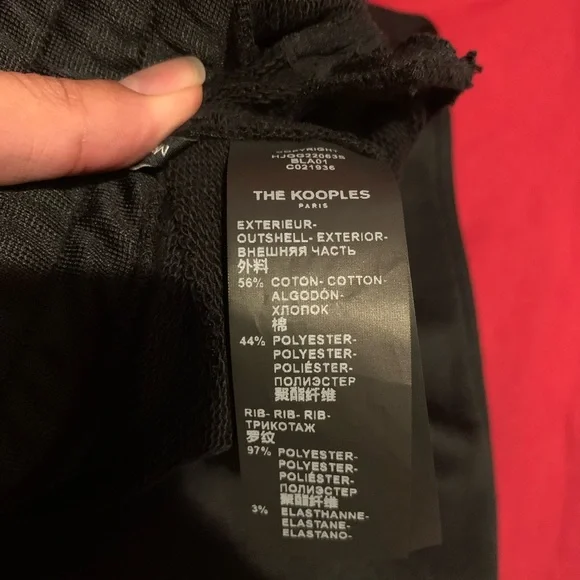 COPYRIGHT
HJGG22063S
BLA01
C021936
THE KOOPLES
PARIS
EXTERIEUR-
OUTSHELL- EXTERIOR-
ВНЕШНЯЯ ЧАСТЬ
外料
56% COTON- COTTON-
ALGODÓN-
ХЛОПОК
棉
44% POLYESTER-
POLYESTER-
POLIÉSTER-
ПОЛИЭСТЕР
聚酯纤维
RIB- RIB- RIB-
ТРИКОТАЖ
罗纹
97% POLYESTER-
POLYESTER-
POLIÉSTER-
ПОЛИЭСТЕР
聚酯纤维
3% ELASTHANNE-
ELASTANE-
ELASTANO-
M